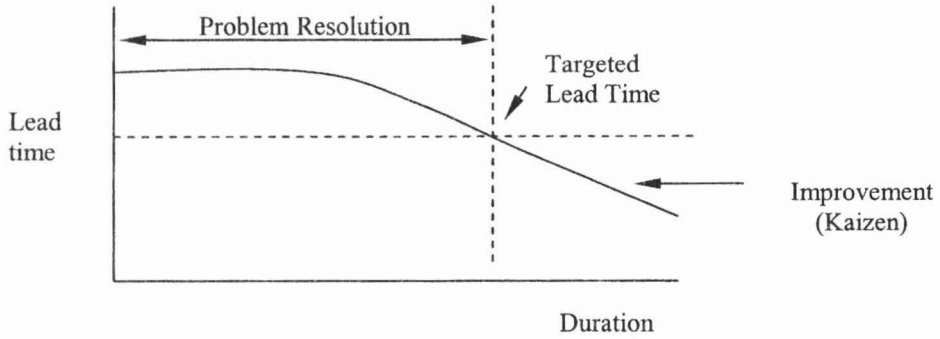 Problem Resolution
Targeted
Lead Time
Lead
time
Improvement
(Kaizen)
Duration